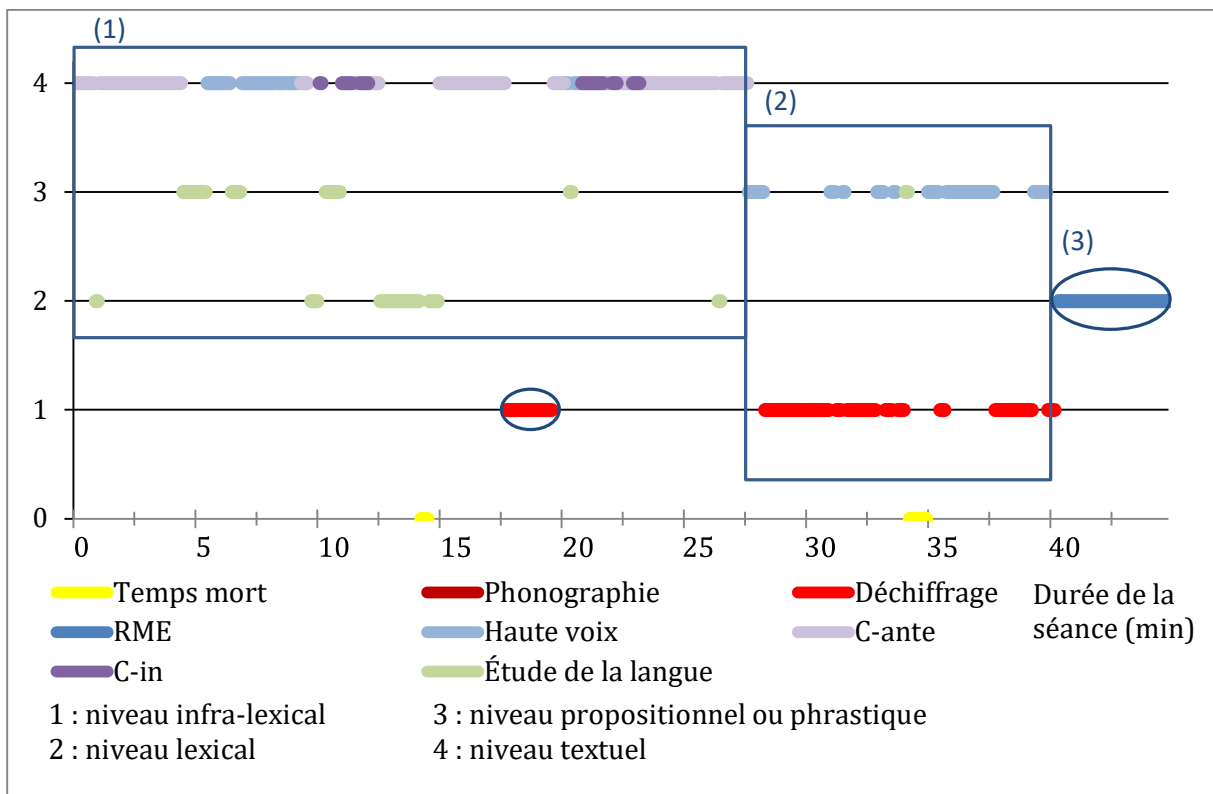 (1)
4
(2)
3
(3)
2
1
0
0 5 10 15 20 25 30 35 40
Temps mort Phonographie Déchiffrage Durée de la
RME Haute voix C-ante séance (min)
C-in Étude de la langue
1 : niveau infra-lexical 3 : niveau propositionnel ou phrastique
2 : niveau lexical 4 : niveau textuel